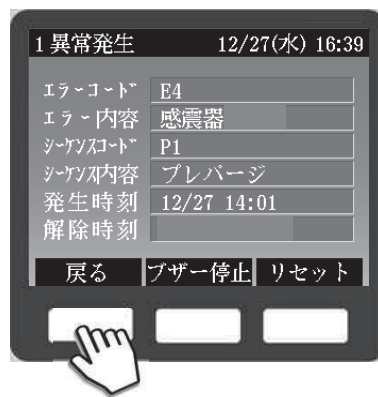 1異常発生 12/27(水) 16:39
エラーコード E4
エラー内容 感震器
シーケンスコード P1
シーケンス内容 プレパージ
発生時刻 12/27 14:01
解除時刻
戻る ブザー停止 リセット